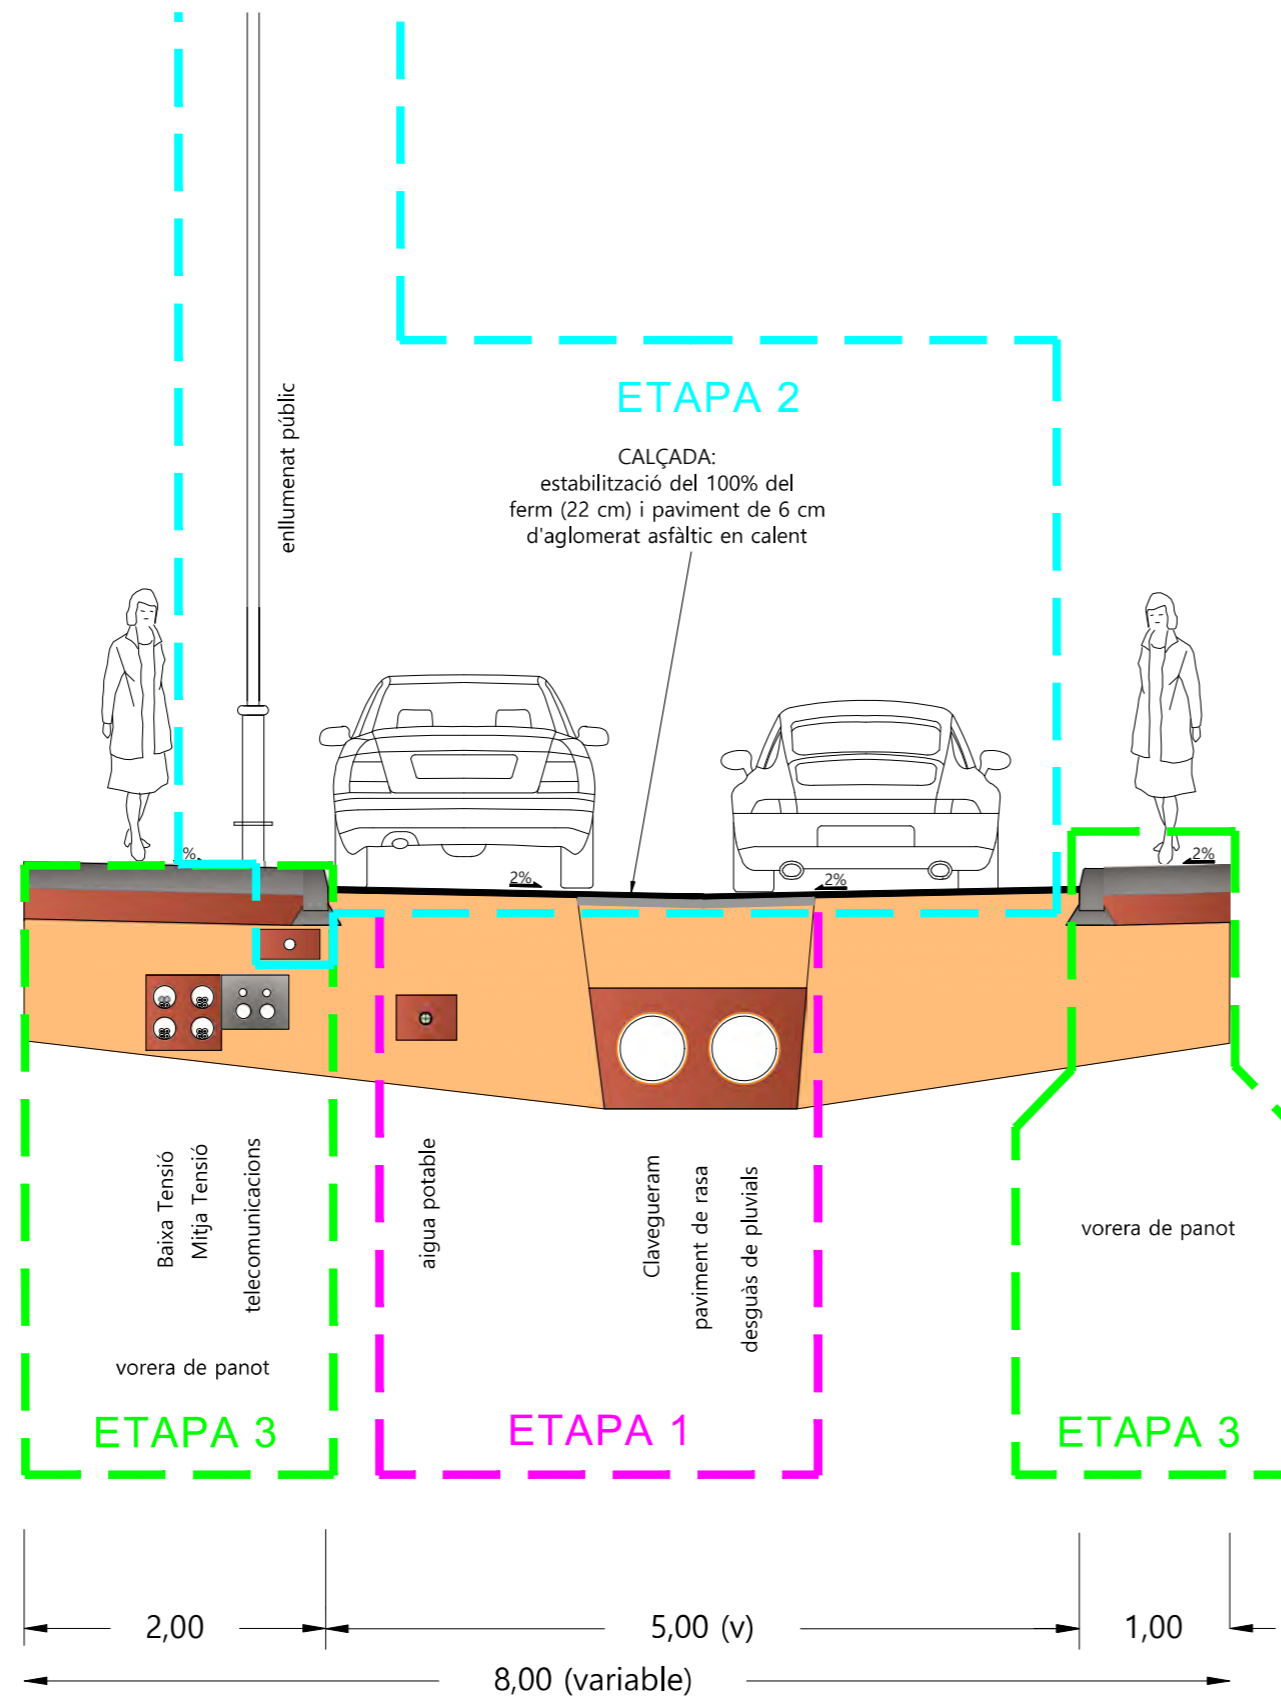 ETAPA 2
enllumenat públic
CALÇADA:
estabilització del 100% del
ferm (22 cm) i paviment de 6 cm
d'aglomerat asfàltic en calent
%
2%
2%
2%
Baixa Tensió
Mitja Tensió
telecomunicacions
aigua potable
Clavegueram
paviment de rasa
desguàs de pluvials
vorera de panot
vorera de panot
ETAPA 3
ETAPA 1
ETAPA 3
2,00
5,00 (v)
1,00
8,00 (variable)